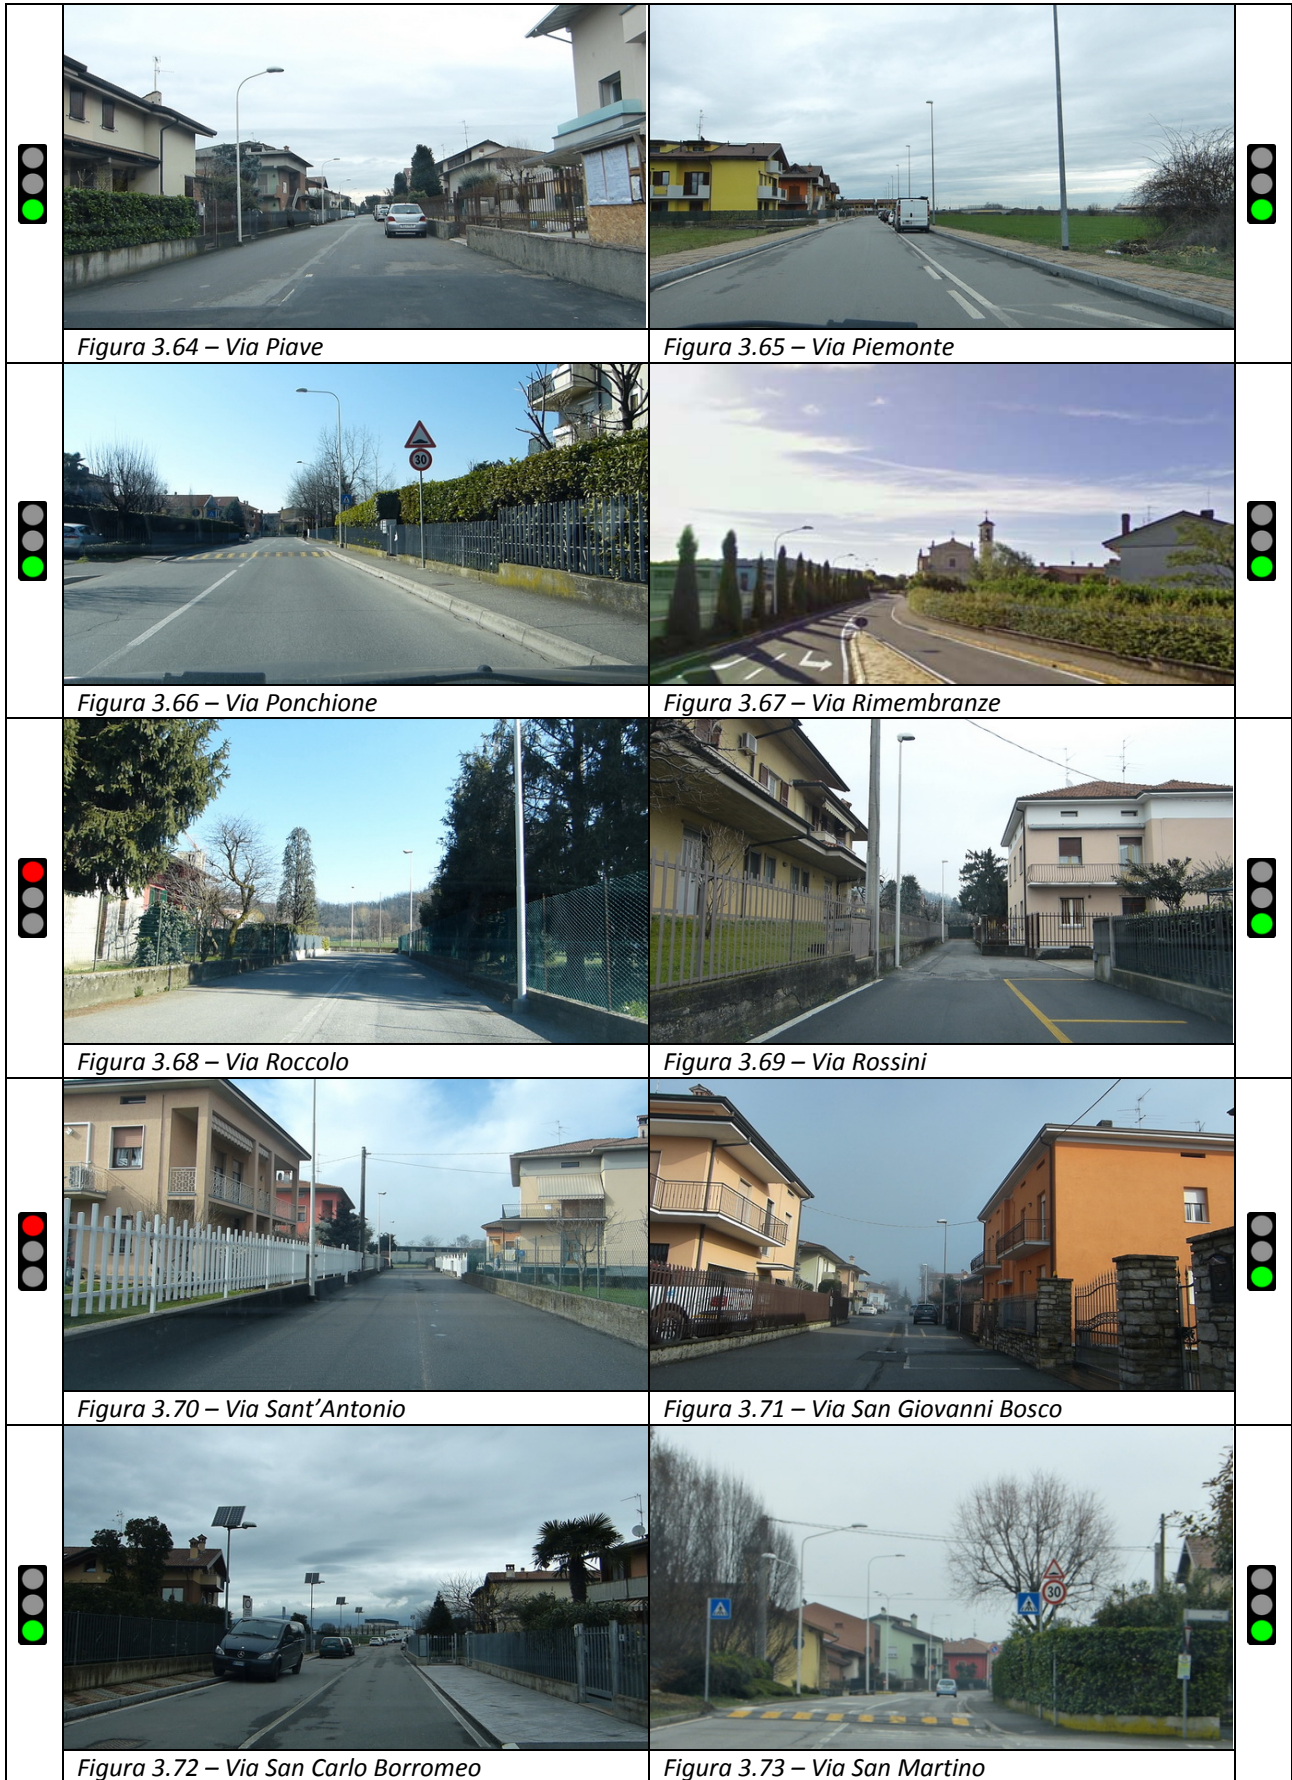 Figura 3.64 – Via Piave
Figura 3.65 – Via Piemonte
30
Figura 3.66 – Via Ponchione
Figura 3.67 – Via Rimembranze
Figura 3.68 – Via Roccolo
Figura 3.69 – Via Rossini
Figura 3.70 – Via Sant'Antonio
Figura 3.71 – Via San Giovanni Bosco
30
Figura 3.72 – Via San Carlo Borromeo
Figura 3.73 – Via San Martino